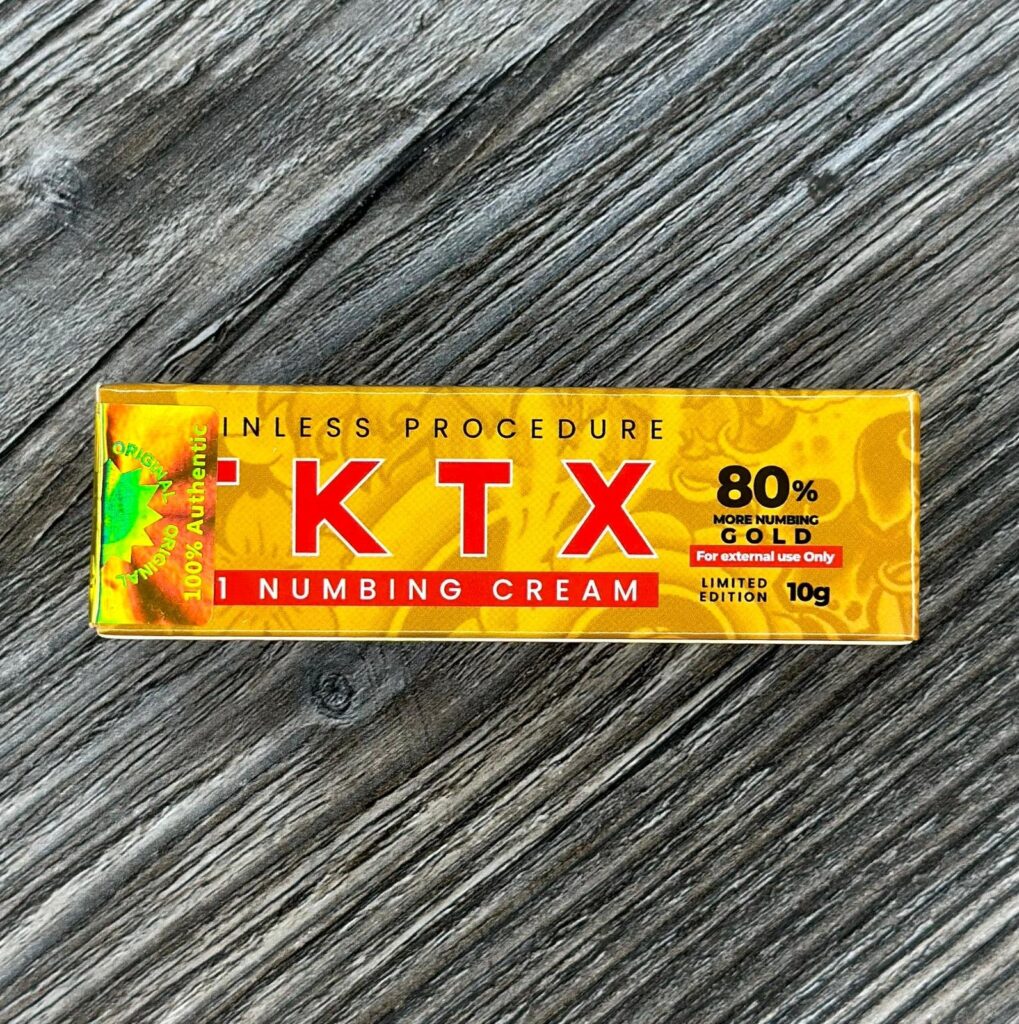 INLESS PROCEDURE
TKTX
1 NUMBING CREAM
80%
MORE NUMBING
GOLD
For external use Only
LIMITED
EDITION
10g
ORIGINAL
ORIGINAL
100% Authentic